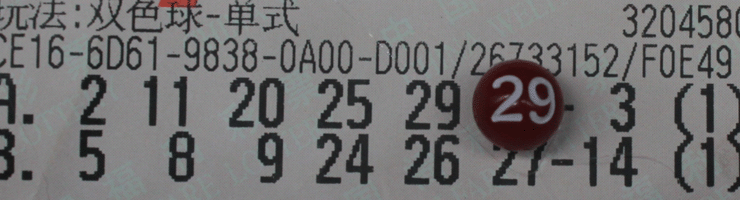 玩法:双色球-单式
3204580
CE16-6D61-9838-0A00-D001/26733152/F0E49
A. 2 11 20 25 29 29 - 3 (1)
B. 5 8 9 24 26 27-14 (1)